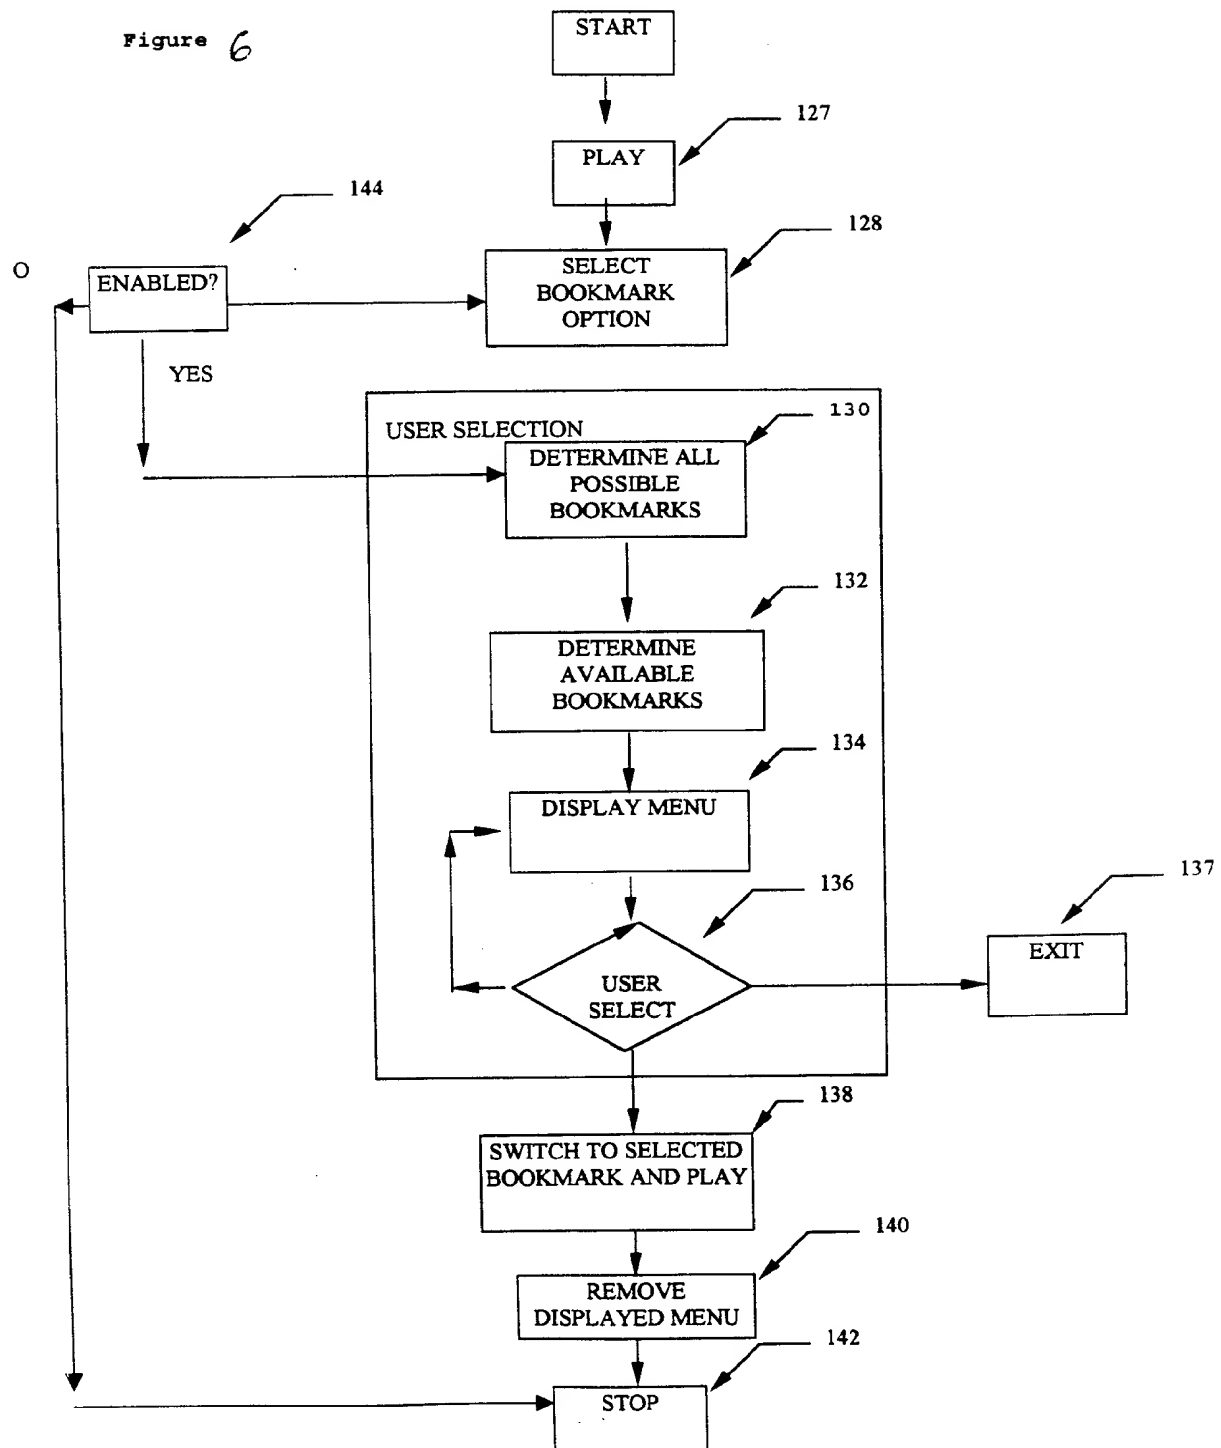 Figure 6
START
127
PLAY
144
128
O
ENABLED?
SELECT
BOOKMARK
OPTION
YES
130
USER SELECTION
DETERMINE ALL
POSSIBLE
BOOKMARKS
132
DETERMINE
AVAILABLE
BOOKMARKS
134
DISPLAY MENU
136
137
EXIT
USER
SELECT
138
SWITCH TO SELECTED
BOOKMARK AND PLAY
140
REMOVE
DISPLAYED MENU
142
STOP